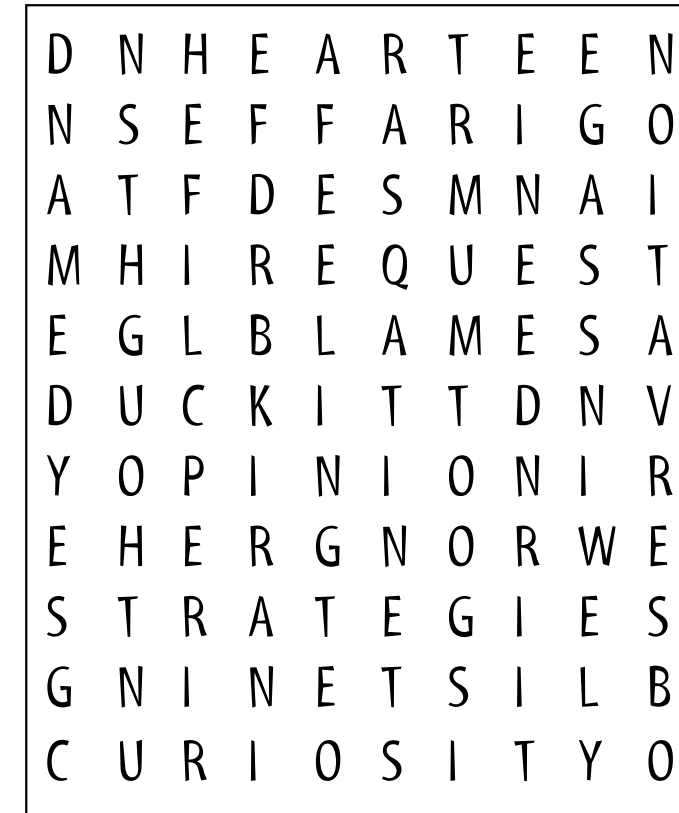 D N H E A R T E E N
N S E F F A R I G O
A T F D E S M N A I
M H I R E Q U E S T
E G L B L A M E S A
D U C K I T T D N V
Y O P I N I O N I R
E H E R G N O R W E
S T R A T E G I E S
G N I N E T S I L B
C U R I O S I T Y O